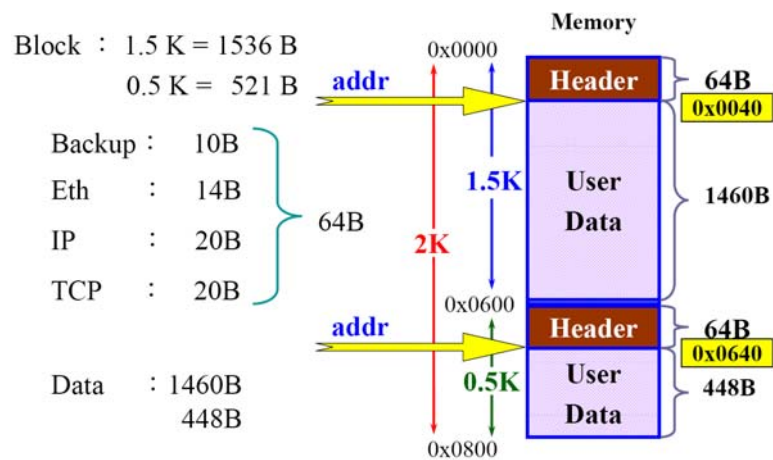 Memory
Block : 1.5 K = 1536 B
0.5 K = 521 B
Backup : 10B
Eth : 14B
IP : 20B
TCP : 20B
64B
Data : 1460B
448B
addr
addr
0x0000
2K
1.5K
0x0600
0.5K
0x0800
Header
User
Data
Header
User
Data
64B
0x0040
1460B
64B
0x0640
448B